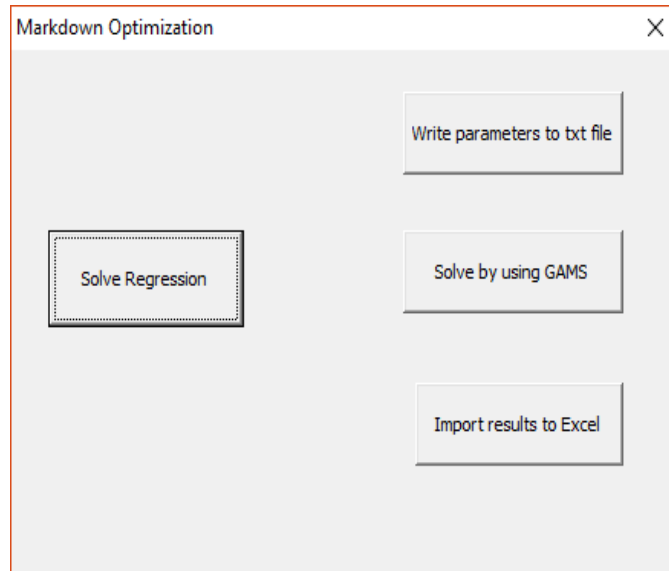 Markdown Optimization
Write parameters to txt file
Solve Regression
Solve by using GAMS
Import results to Excel